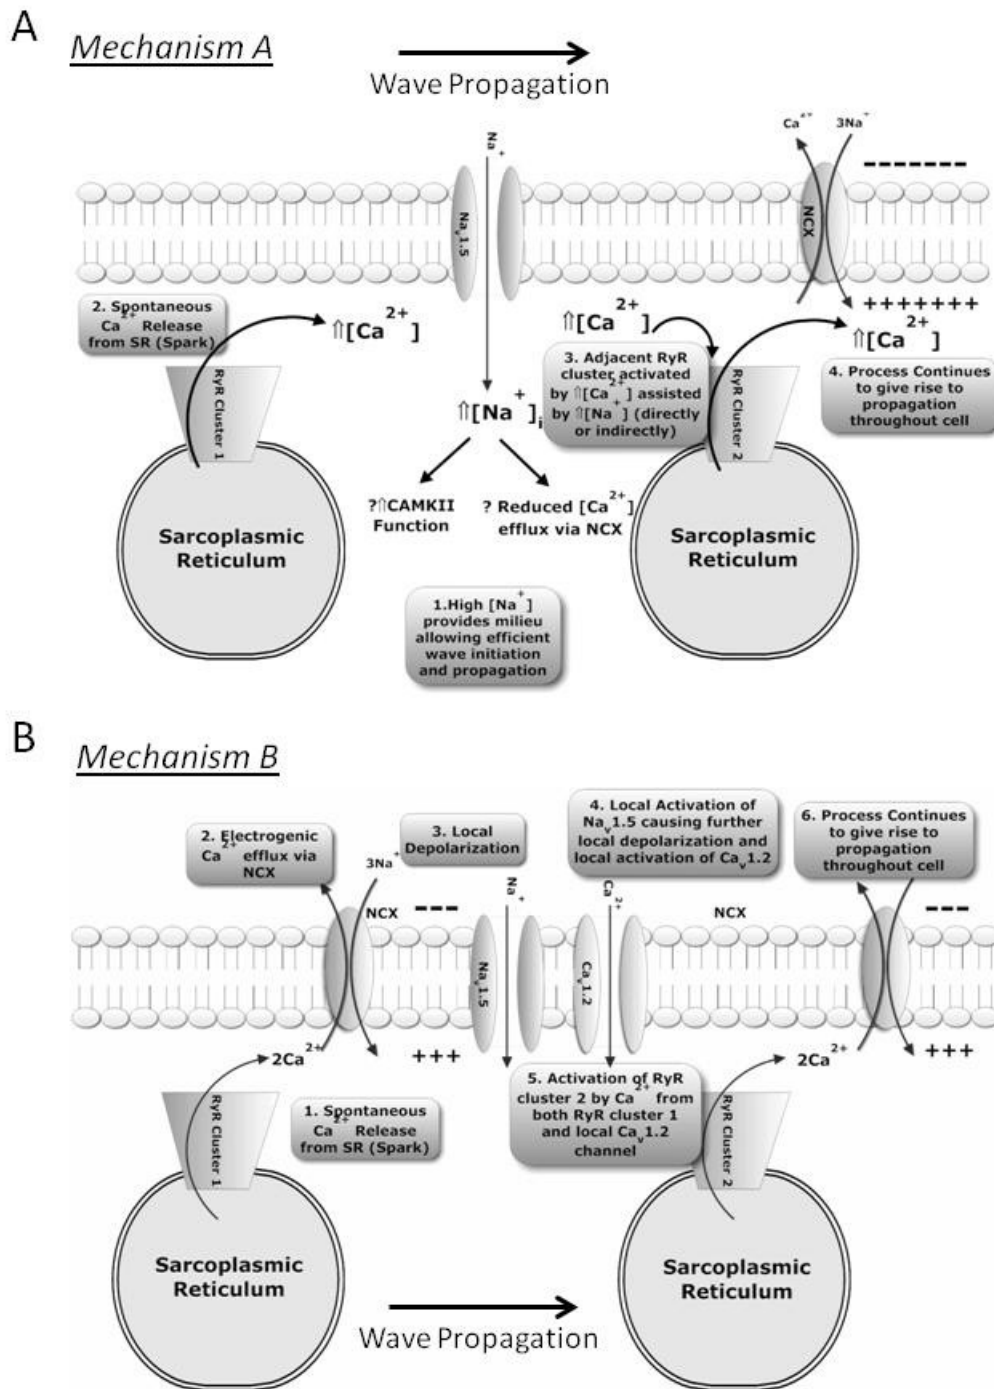 A
Mechanism A
Wave Propagation
Na+
Ca2+
3Na+
-------
Nav1.5
NCX
+++++++
2. Spontaneous
Ca2+ Release
from SR (Spark)
⇑[Ca2+]
⇑[Ca2+]
⇑[Ca2+]
3. Adjacent RyR
cluster activated
by ⇑[Ca2+] assisted
by ⇑[Na+] (directly
or indirectly)
4. Process Continues
to give rise to
propagation
throughout cell
RyR Cluster 1
⇑[Na+]i
RyR Cluster 2
?⇑CAMKII
Function
? Reduced [Ca2+]
efflux via NCX
Sarcoplasmic
Reticulum
Sarcoplasmic
Reticulum
1.High [Na+]
provides milieu
allowing efficient
wave initiation
and propagation
B
Mechanism B
2. Electrogenic
Ca2+ efflux via
NCX
3Na+
3. Local
Depolarization
4. Local Activation of
Nav1.5 causing further
local depolarization and
local activation of Cav1.2
6. Process Continues
to give rise to
propagation
throughout cell
NCX
---
Na+
Ca2+
NCX
---
Nav1.5
Cav1.2
2Ca2+
+++
2Ca2+
+++
RyR Cluster 1
1. Spontaneous
Ca2+ Release
from SR (Spark)
5. Activation of RyR
cluster 2 by Ca2+ from
both RyR cluster 1
and local Cav1.2
channel
RyR Cluster 2
Sarcoplasmic
Reticulum
Sarcoplasmic
Reticulum
Wave Propagation